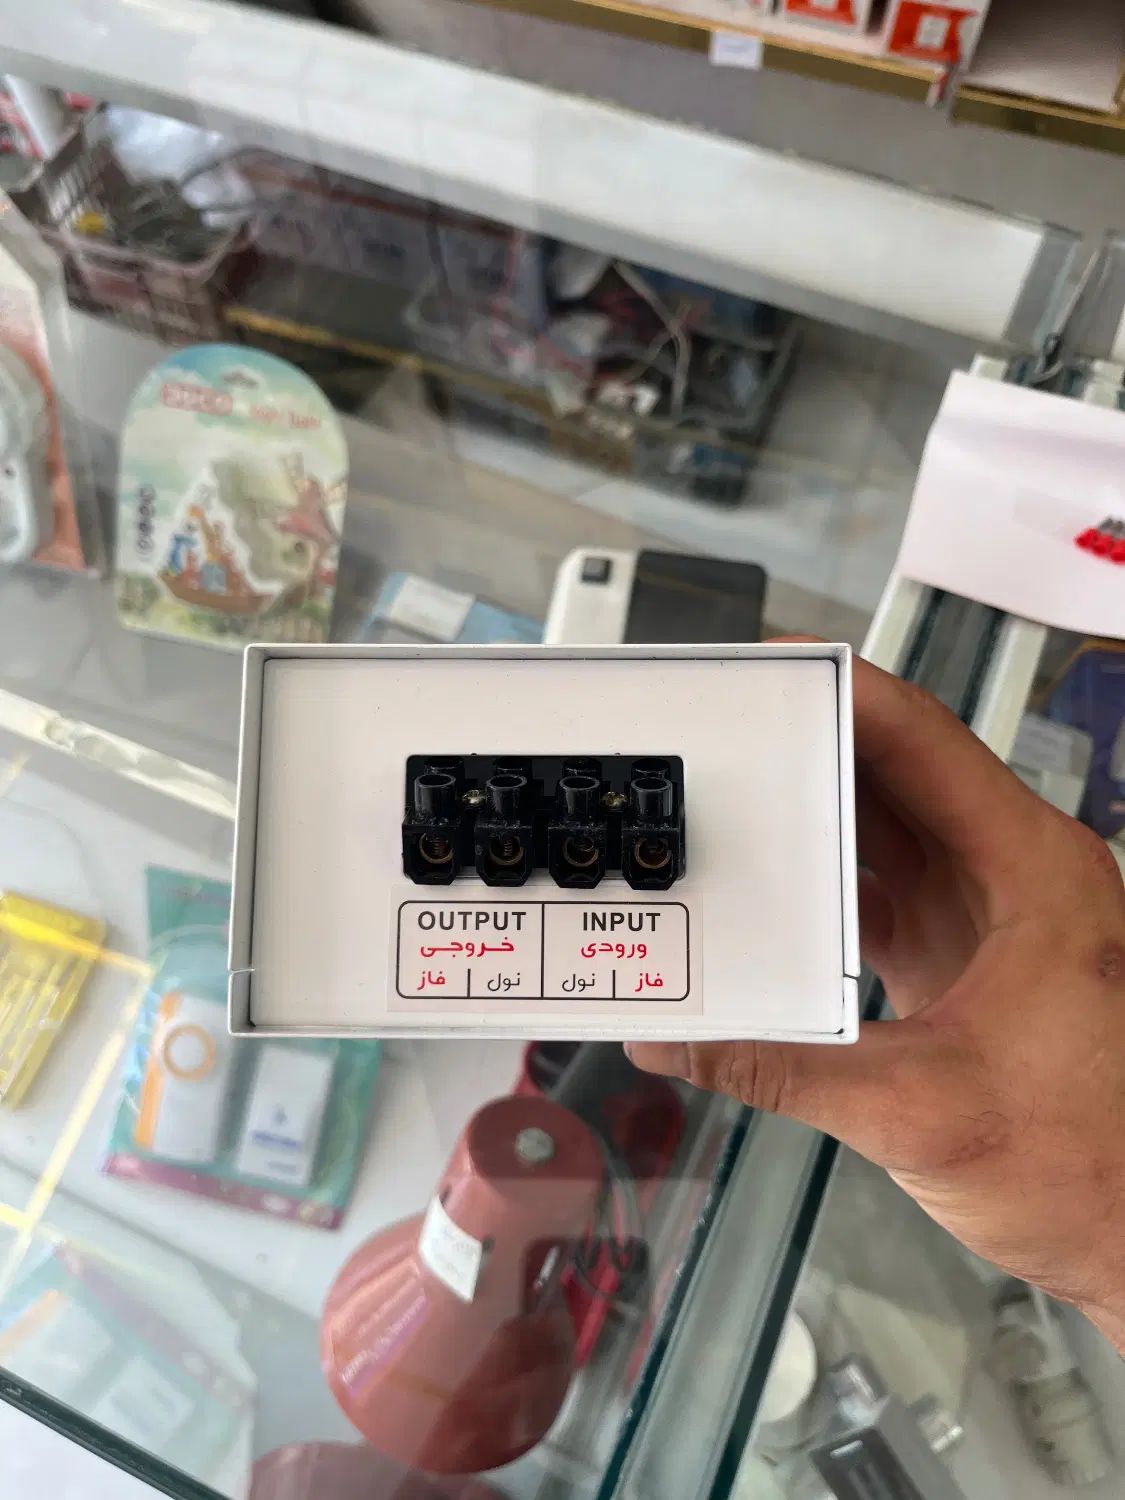 OUTPUT INPUT
خروجی ورودی
فاز | نول نول | فاز